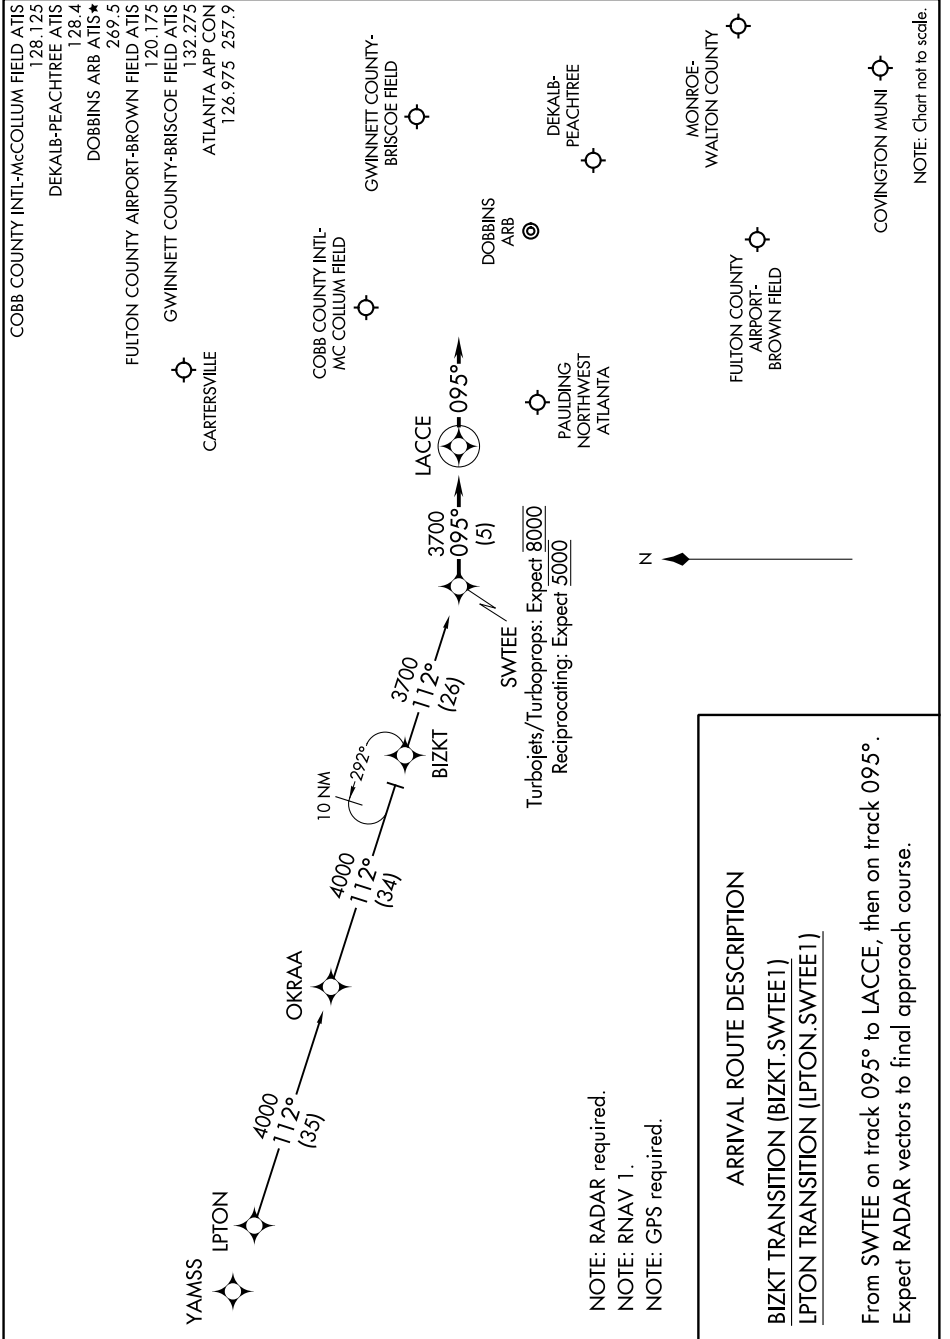 COBB COUNTY INTL-McCOLLUM FIELD ATIS
128.125
DEKALB-PEACHTREE ATIS
128.4
DOBBINS ARB ATIS★
269.5
FULTON COUNTY AIRPORT-BROWN FIELD ATIS
120.175
GWINNETT COUNTY-BRISCOE FIELD ATIS
132.275
ATLANTA APP CON
126.975 257.9
CARTERSVILLE
COBB COUNTY INTL-
MC COLLUM FIELD
GWINNETT COUNTY-
BRISCOE FIELD
DOBBINS
ARB
DEKALB-
PEACHTREE
MONROE-
WALTON COUNTY
COVINGTON MUNI
FULTON COUNTY
AIRPORT-
BROWN FIELD
PAULDING
NORTHWEST
ATLANTA
NOTE: Chart not to scale.
YAMSS
LPTON
4000
112°
(35)
OKRAA
4000
112°
(34)
10 NM
292°
BIZKT
3700
112°
(26)
SWTEE
Turbojets/Turboprops: Expect 8000
Reciprocating: Expect 5000
3700
095°
(5)
LACCE
095°
N
NOTE: RADAR required.
NOTE: RNAV 1.
NOTE: GPS required.
ARRIVAL ROUTE DESCRIPTION
BIZKT TRANSITION (BIZKT.SWTEE1)
LPTON TRANSITION (LPTON.SWTEE1)
From SWTEE on track 095° to LACCE, then on track 095°.
Expect RADAR vectors to final approach course.